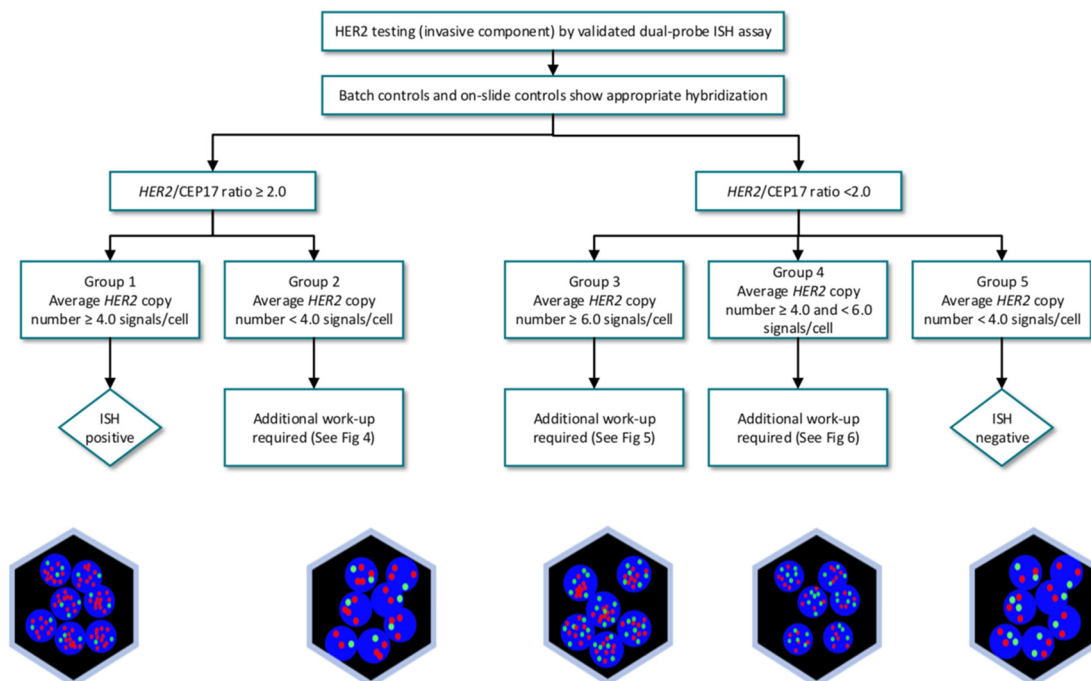 HER2 testing (invasive component) by validated dual-probe ISH assay
Batch controls and on-slide controls show appropriate hybridization
HER2/CEP17 ratio ≥ 2.0
HER2/CEP17 ratio <2.0
Group 1
Average HER2 copy
number ≥ 4.0 signals/cell
Group 2
Average HER2 copy
number < 4.0 signals/cell
Group 3
Average HER2 copy
number ≥ 6.0 signals/cell
Group 4
Average HER2 copy
number ≥ 4.0 and < 6.0
signals/cell
Group 5
Average HER2 copy
number < 4.0 signals/cell
ISH
positive
Additional work-up
required (See Fig 4)
Additional work-up
required (See Fig 5)
Additional work-up
required (See Fig 6)
ISH
negative